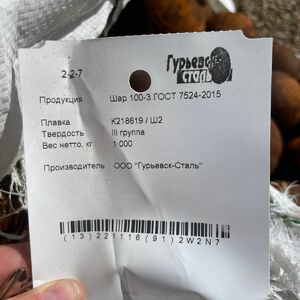 Гурьевск
сталь
2-2-7
Продукция Шар 100-3 ГОСТ 7524-2015
Плавка К218619 / Ш2
Твердость III группа
Вес нетто, кг 1 000
Производитель ООО "Гурьевск-Сталь"
(13)221116(91)2W2N7